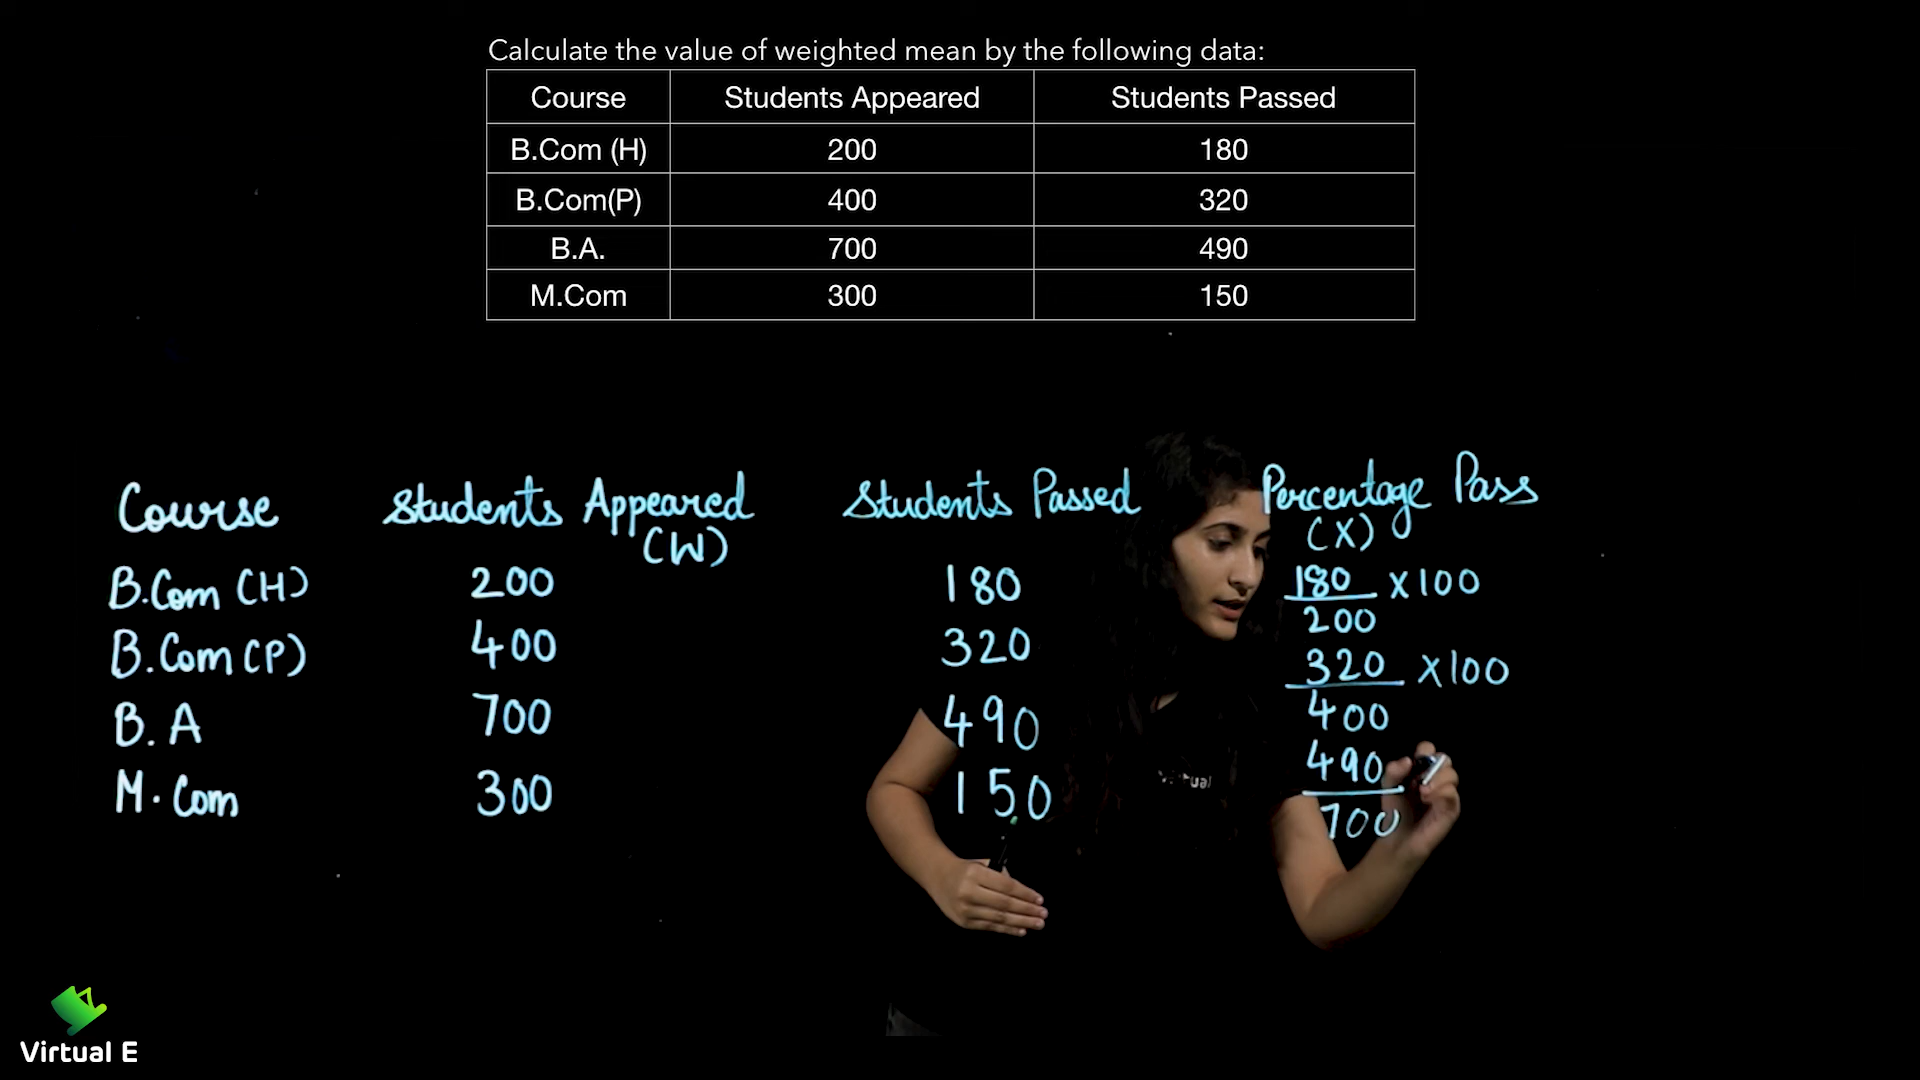 Calculate the value of weighted mean by the following data:
Course Students Appeared Students Passed
B.Com (H) 200 180
B.Com(P) 400 320
B.A. 700 490
M.Com 300 150
Course Students Appeared Students Passed Percentage Pass
(W) (X)
B.Com (H) 200 180 180 x100
200
B.Com (P) 400 320 320 x100
400
B. A 700 490 490
700
M. Com 300 150
Virtual
Virtual E